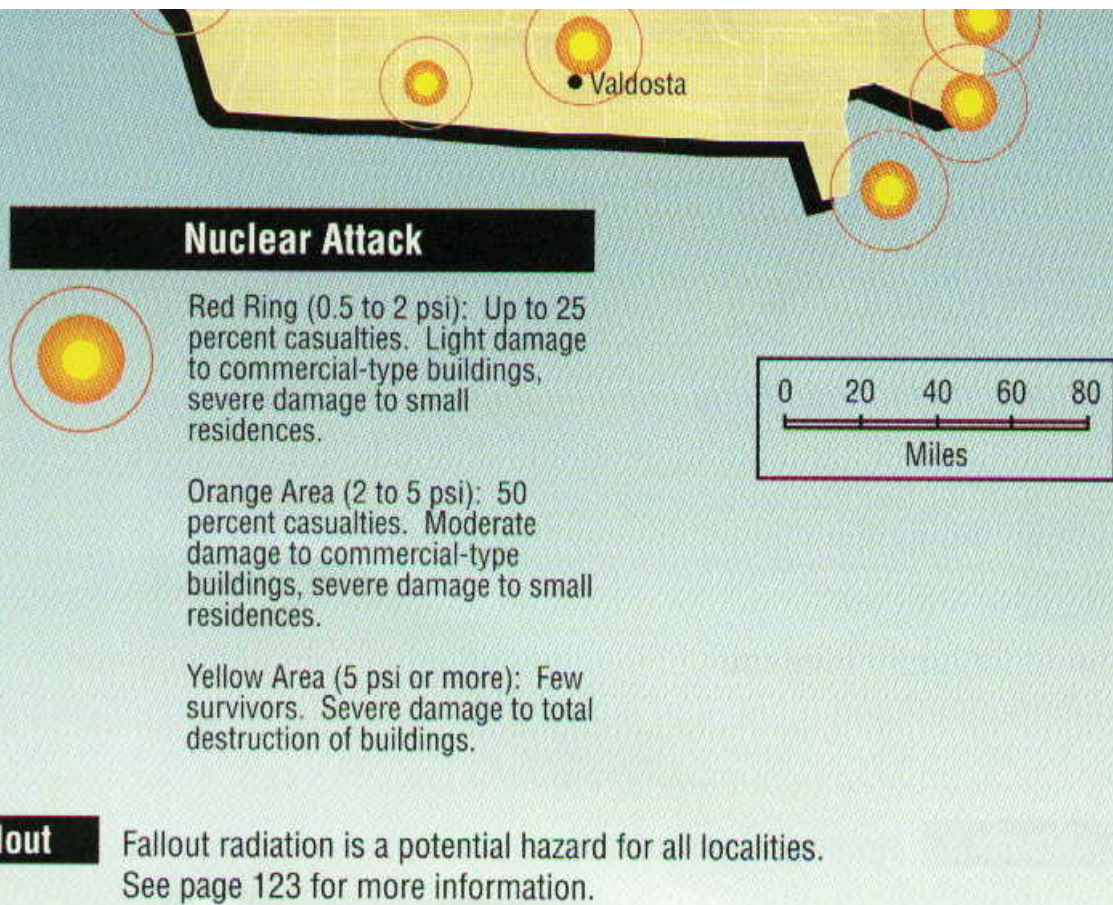 Valdosta
Nuclear Attack
Red Ring (0.5 to 2 psi): Up to 25
percent casualties. Light damage
to commercial-type buildings,
severe damage to small
residences.
Orange Area (2 to 5 psi): 50
percent casualties. Moderate
damage to commercial-type
buildings, severe damage to small
residences.
Yellow Area (5 psi or more): Few
survivors. Severe damage to total
destruction of buildings.
0 20 40 60 80
Miles
lout
Fallout radiation is a potential hazard for all localities.
See page 123 for more information.